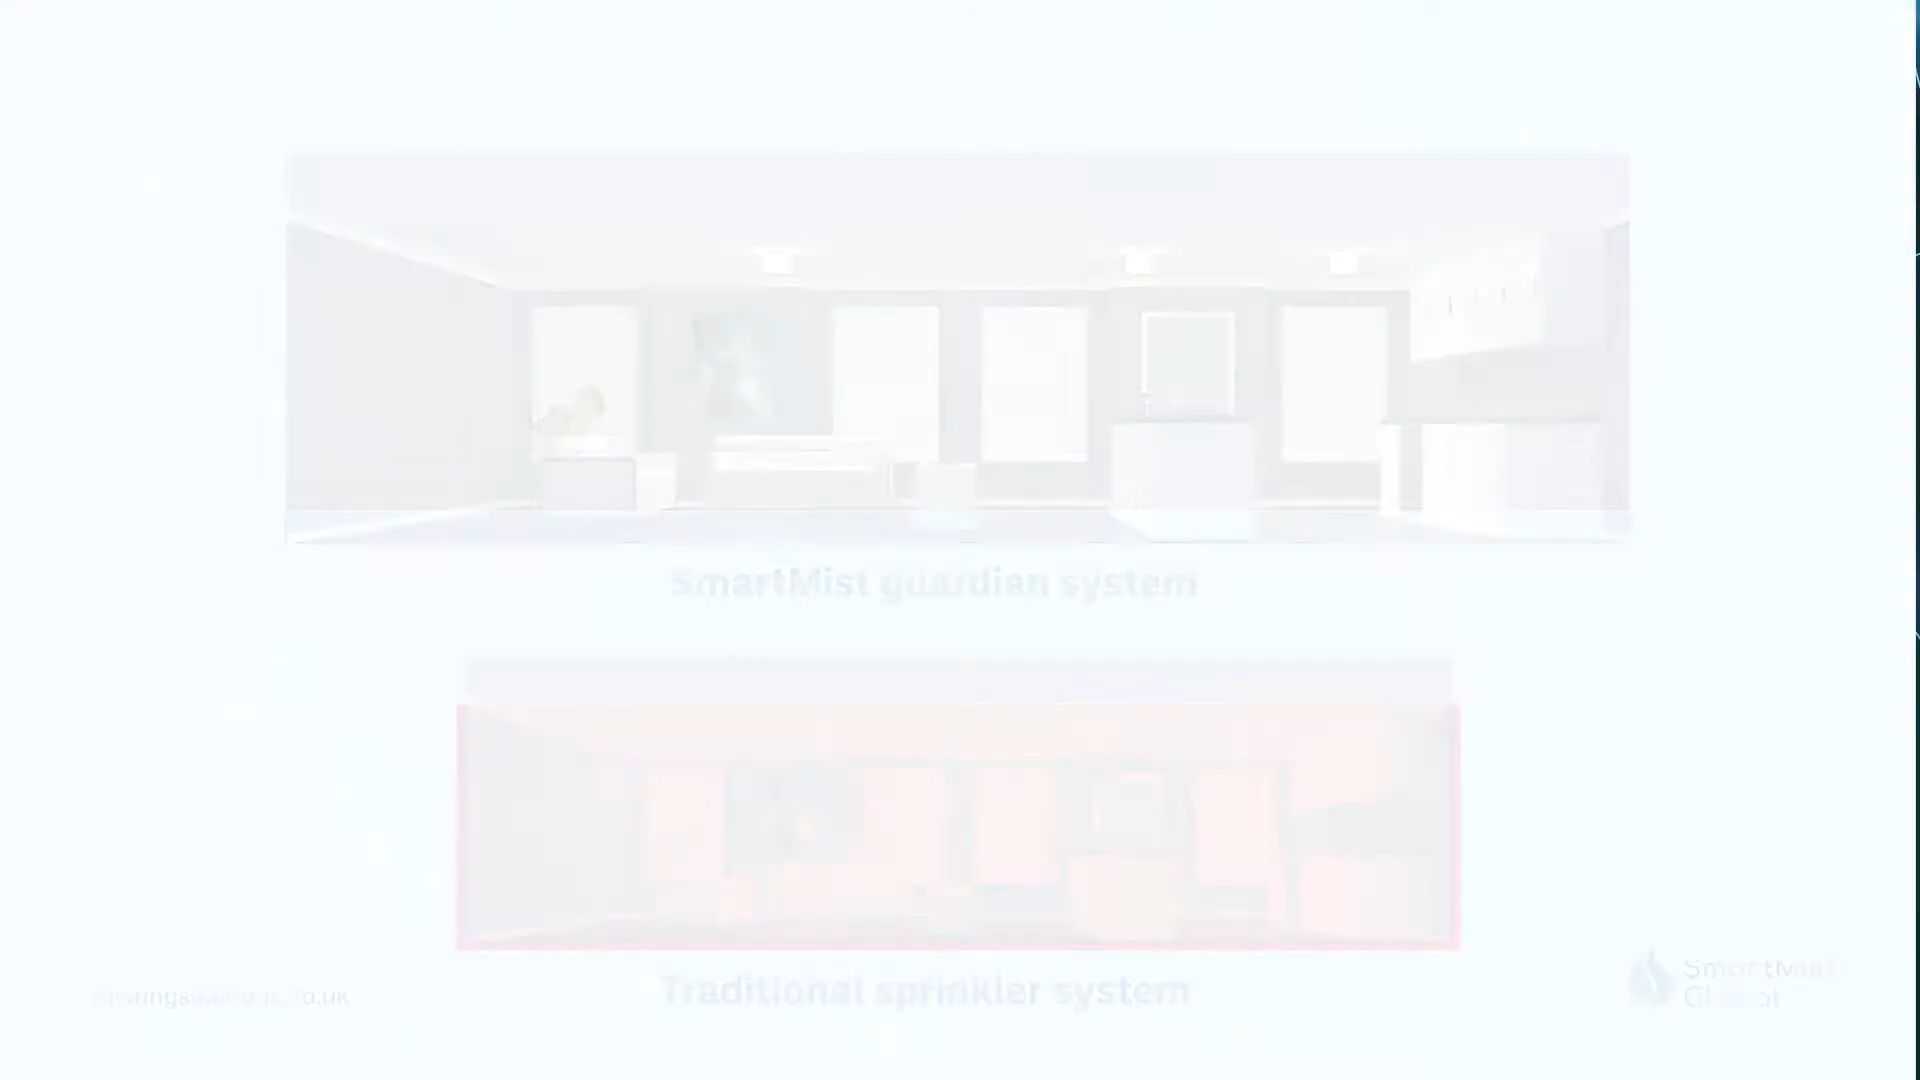 SmartMist guardian system
Traditional sprinkler system
SmartMist
Global